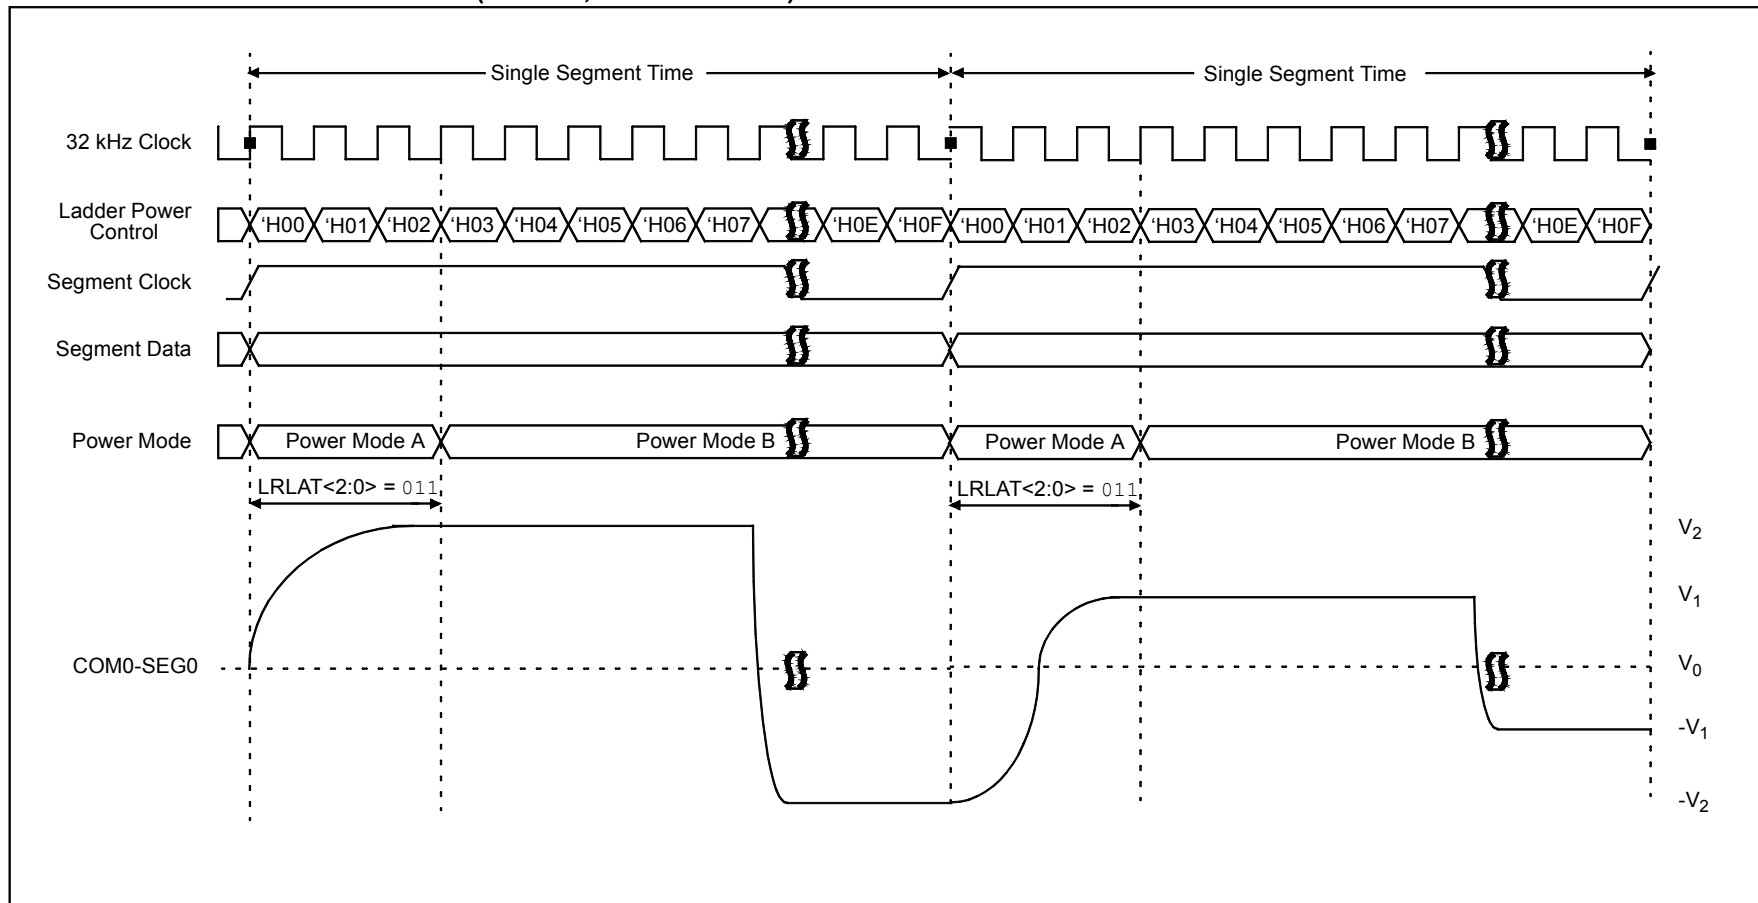 Single Segment Time Single Segment Time
32 kHz Clock
Ladder Power
Control
‘H00 ‘H01 ‘H02 ‘H03 ‘H04 ‘H05 ‘H06 ‘H07 ‘H0E ‘H0F ‘H00 ‘H01 ‘H02 ‘H03 ‘H04 ‘H05 ‘H06 ‘H07 ‘H0E ‘H0F
Segment Clock
Segment Data
Power Mode Power Mode A Power Mode B Power Mode A Power Mode B
LRLAT<2:0> = 011 LRLAT<2:0> = 011
V2
V1
COM0-SEG0 V0
-V1
-V2